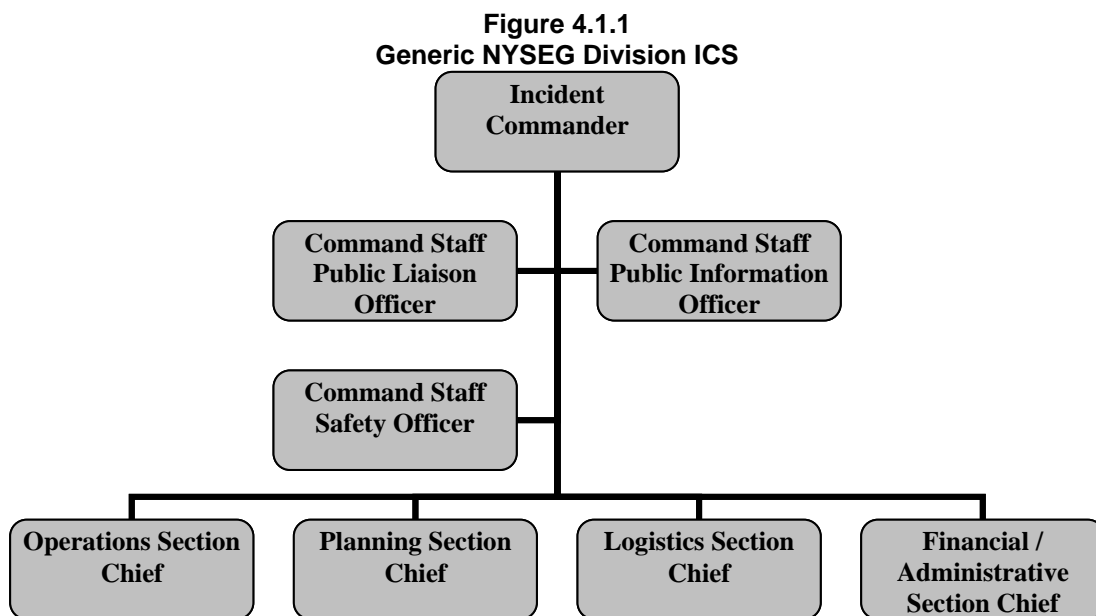 Figure 4.1.1
Generic NYSEG Division ICS
Incident
Commander
Command Staff
Public Liaison
Officer
Command Staff
Public Information
Officer
Command Staff
Safety Officer
Operations Section
Chief
Planning Section
Chief
Logistics Section
Chief
Financial /
Administrative
Section Chief